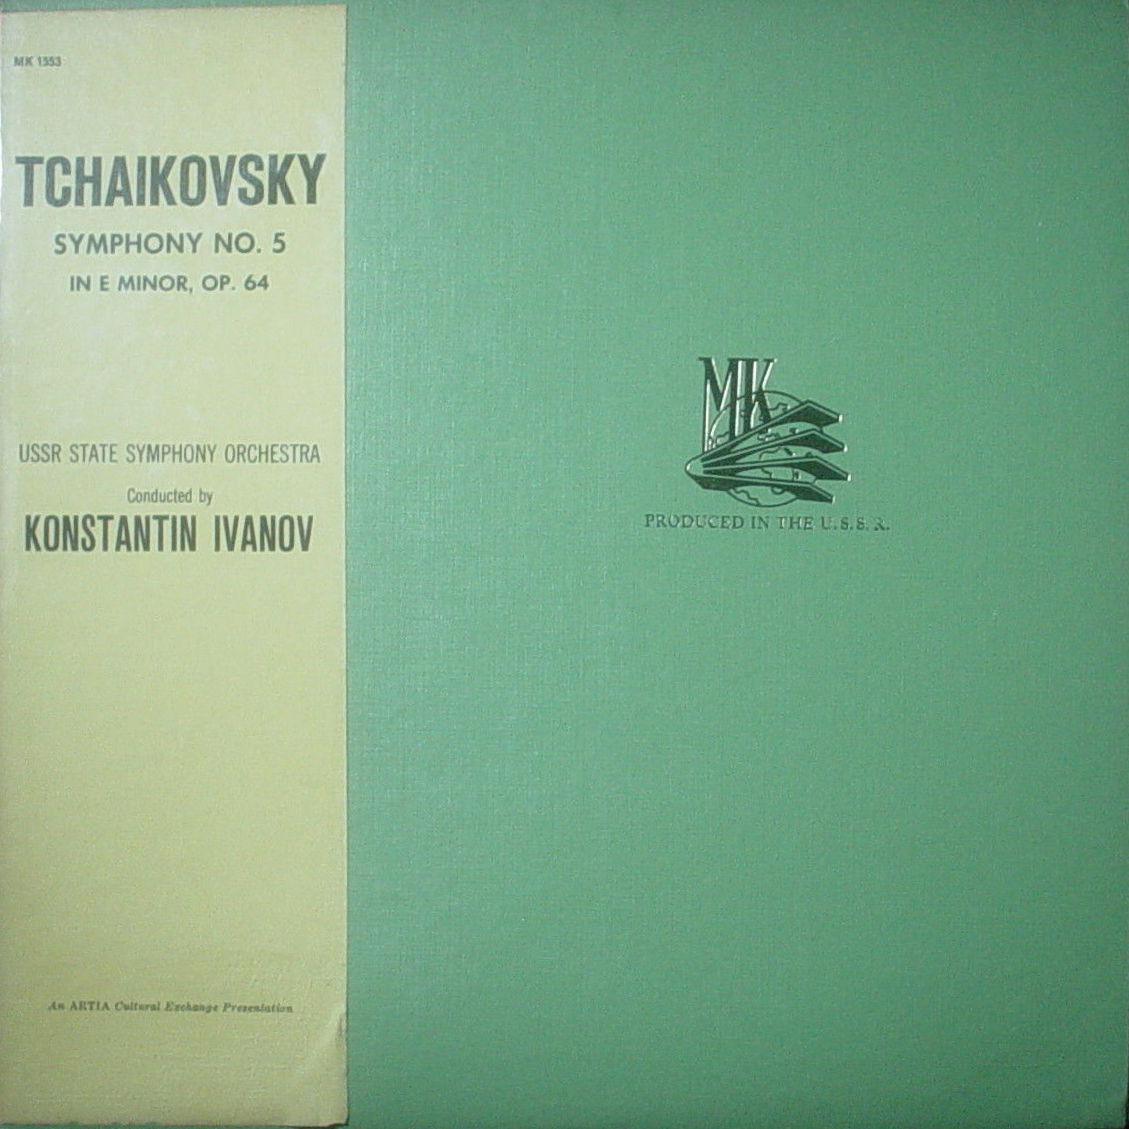 MK 1553
TCHAIKOVSKY
SYMPHONY NO. 5
IN E MINOR, OP. 64
USSR STATE SYMPHONY ORCHESTRA
Conducted by
KONSTANTIN IVANOV
An ARTIA Cultural Exchange Presentation
MK
PRODUCED IN THE U.S.S.R.